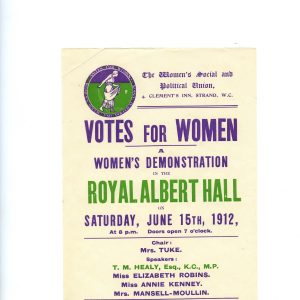 The Women's Social and
Political Union,
4, CLEMENT'S INN, STRAND, W.C.
VOTES FOR WOMEN
A
WOMEN'S DEMONSTRATION
IN THE
ROYAL ALBERT HALL
ON
SATURDAY, JUNE 15TH, 1912,
At 8 p.m. Doors open 7 o'clock.
Chair:
Mrs. TUKE.
Speakers:
T. M. HEALY, Esq., K.C., M.P.
Miss ELIZABETH ROBINS.
Miss ANNIE KENNEY.
Mrs. MANSELL-MOULLIN.